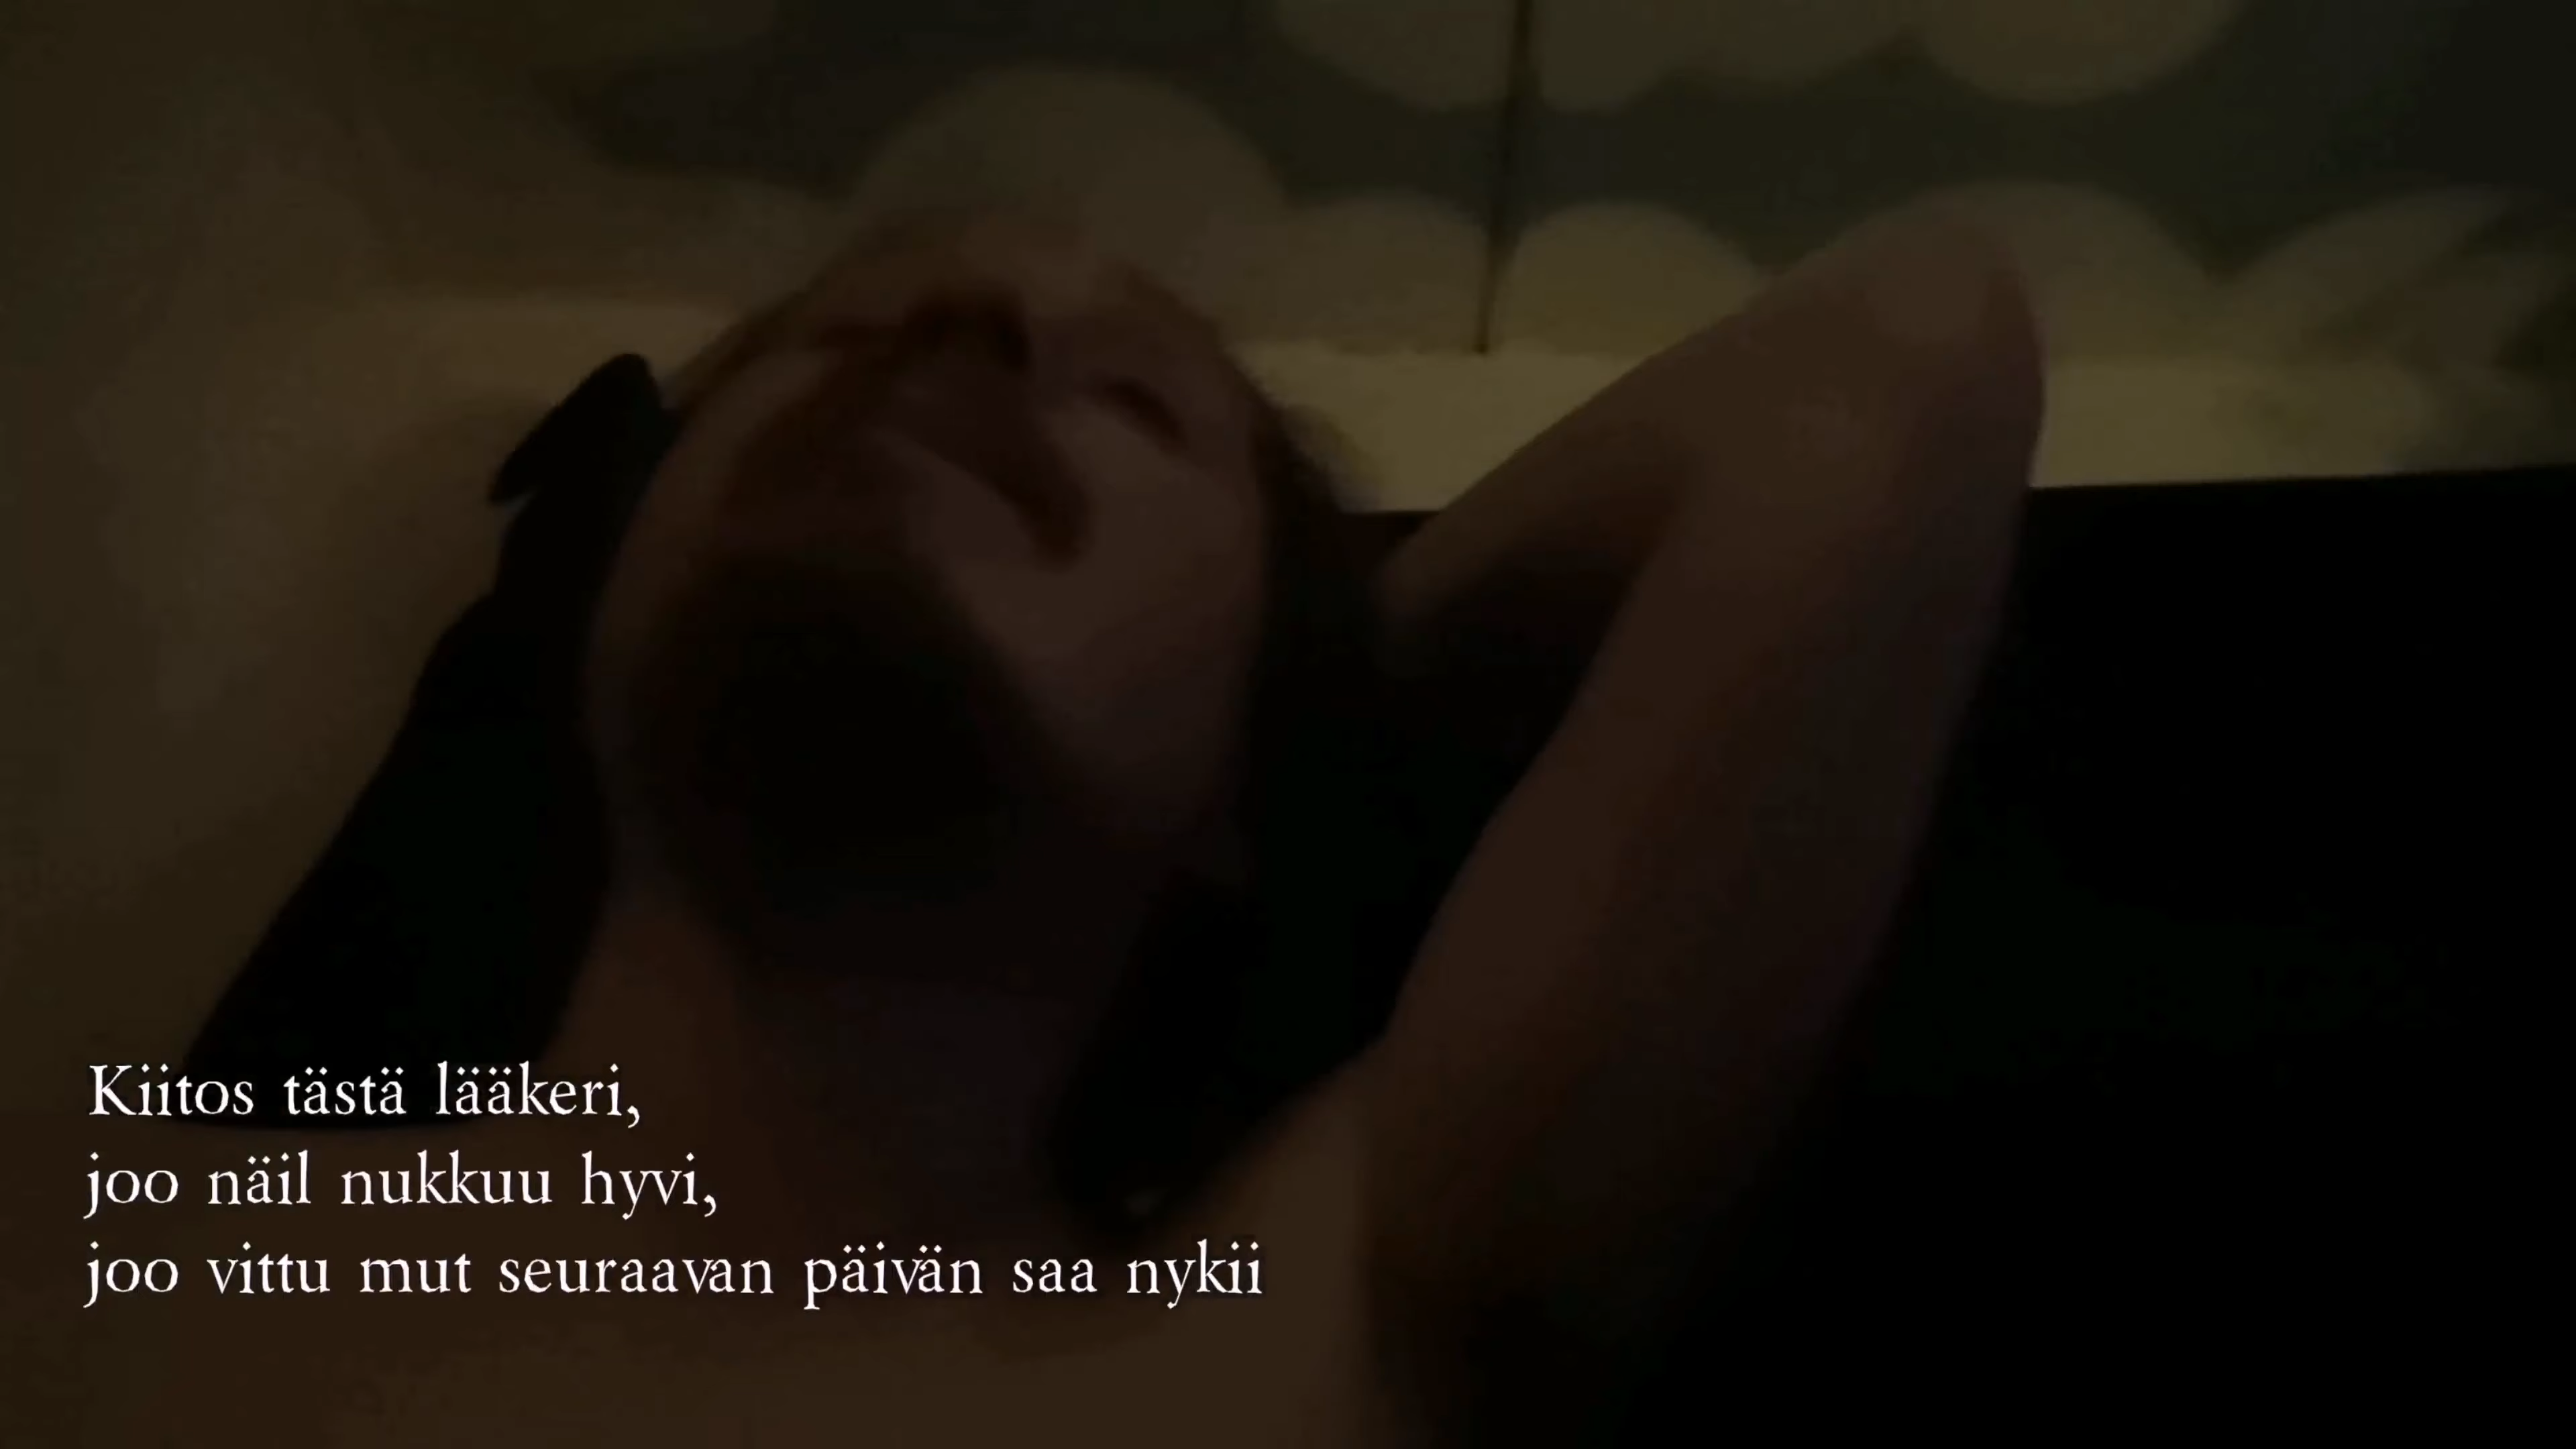 Kiitos tästä lääkeri,
joo näil nukkuu hyvi,
joo vittu mut seuraavan päivän saa nykii